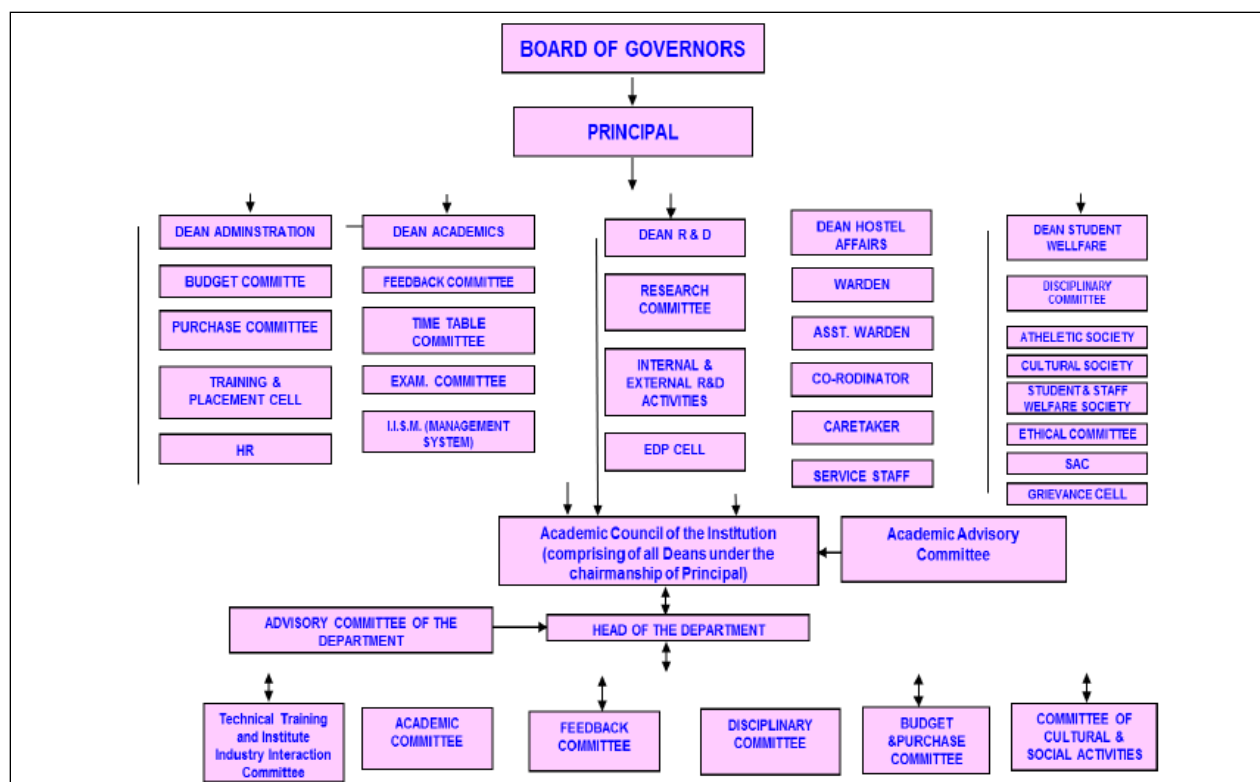 BOARD OF GOVERNORS
PRINCIPAL
DEAN ADMINSTRATION
BUDGET COMMITTE
PURCHASE COMMITTEE
TRAINING &
PLACEMENT CELL
HR
DEAN ACADEMICS
FEEDBACK COMMITTEE
TIME TABLE
COMMITTEE
EXAM. COMMITTEE
I.I.S.M. (MANAGEMENT
SYSTEM)
DEAN R & D
RESEARCH
COMMITTEE
INTERNAL &
EXTERNAL R&D
ACTIVITIES
EDP CELL
DEAN HOSTEL
AFFAIRS
WARDEN
ASST. WARDEN
CO-RODINATOR
CARETAKER
SERVICE STAFF
DEAN STUDENT
WELLFARE
DISCIPLINARY
COMMITTEE
ATHELETIC SOCIETY
CULTURAL SOCIETY
STUDENT & STAFF
WELFARE SOCIETY
ETHICAL COMMITTEE
SAC
GRIEVANCE CELL
Academic Council of the Institution
(comprising of all Deans under the
chairmanship of Principal)
Academic Advisory
Committee
ADVISORY COMMITTEE OF THE
DEPARTMENT
HEAD OF THE DEPARTMENT
Technical Training
and Institute
Industry Interaction
Committee
ACADEMIC
COMMITTEE
FEEDBACK
COMMITTEE
DISCIPLINARY
COMMITTEE
BUDGET
&PURCHASE
COMMITTEE
COMMITTEE OF
CULTURAL &
SOCIAL ACTIVITIES